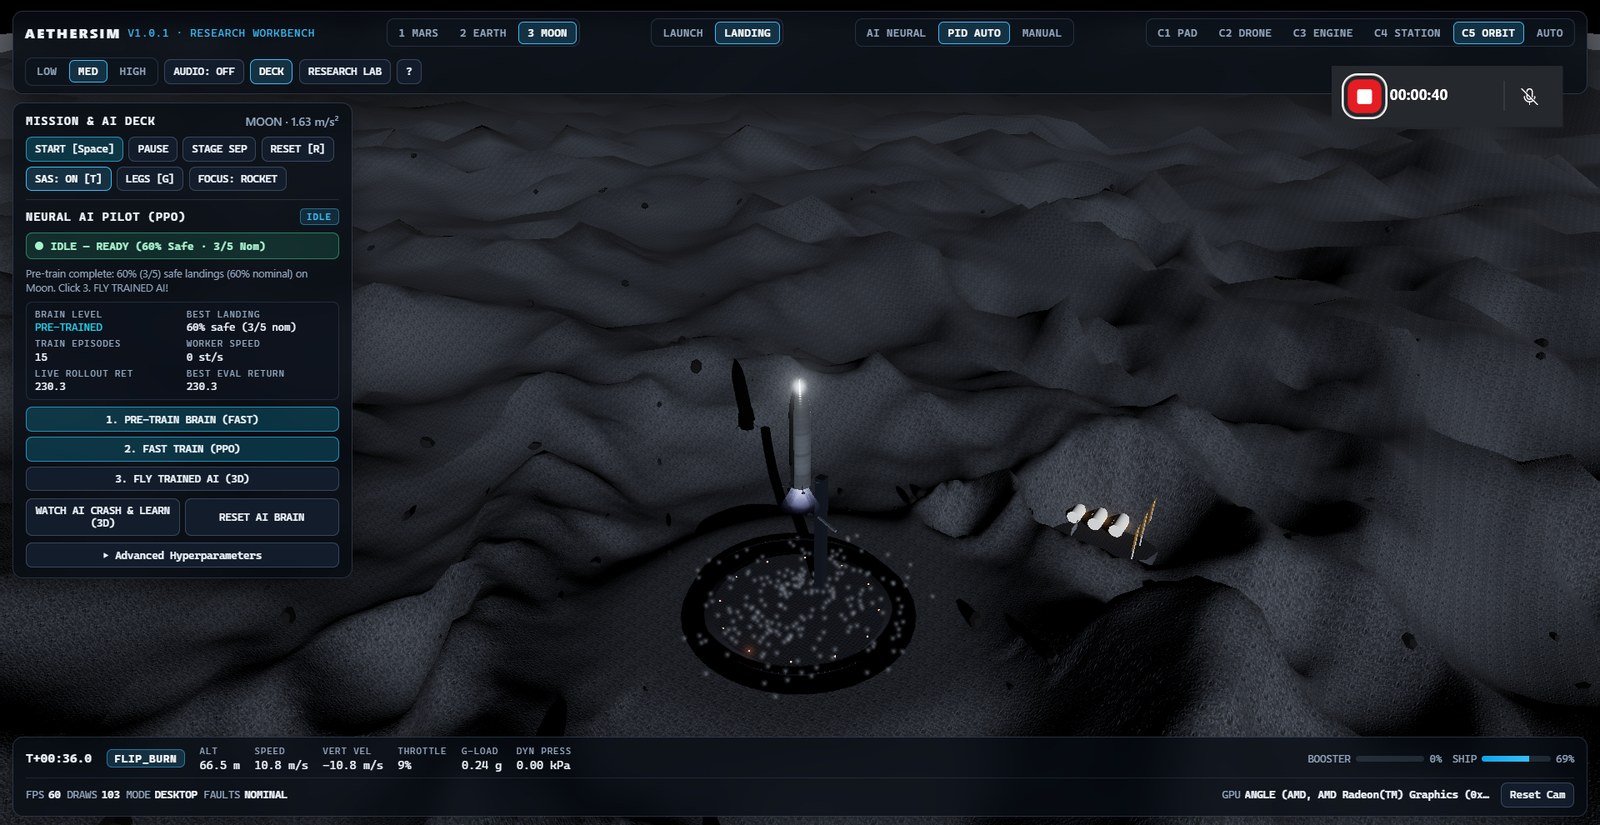 AETHERSIM V1.0.1 · RESEARCH WORKBENCH
1 MARS 2 EARTH 3 MOON
LAUNCH LANDING
AI NEURAL PID AUTO MANUAL
C1 PAD C2 DRONE C3 ENGINE C4 STATION C5 ORBIT AUTO
LOW MED HIGH AUDIO: OFF DECK RESEARCH LAB ?
00:00:40
MISSION & AI DECK MOON · 1.63 m/s²
START [Space] PAUSE STAGE SEP RESET [R]
SAS: ON [T] LEGS [G] FOCUS: ROCKET
NEURAL AI PILOT (PPO) IDLE
IDLE — READY (60% Safe · 3/5 Nom)
Pre-train complete: 60% (3/5) safe landings (60% nominal) on
Moon. Click 3. FLY TRAINED AI!
BRAIN LEVEL BEST LANDING
PRE-TRAINED 60% safe (3/5 nom)
TRAIN EPISODES WORKER SPEED
15 0 st/s
LIVE ROLLOUT RET BEST EVAL RETURN
230.3 230.3
1. PRE-TRAIN BRAIN (FAST)
2. FAST TRAIN (PPO)
3. FLY TRAINED AI (3D)
WATCH AI CRASH & LEARN
(3D)
RESET AI BRAIN
▸ Advanced Hyperparameters
T+00:36.0 FLIP_BURN
ALT SPEED VERT VEL THROTTLE G-LOAD DYN PRESS
66.5 m 10.8 m/s −10.8 m/s 9% 0.24 g 0.00 kPa
BOOSTER 0% SHIP 69%
FPS 60 DRAWS 103 MODE DESKTOP FAULTS NOMINAL
GPU ANGLE (AMD, AMD Radeon(TM) Graphics (0x… Reset Cam